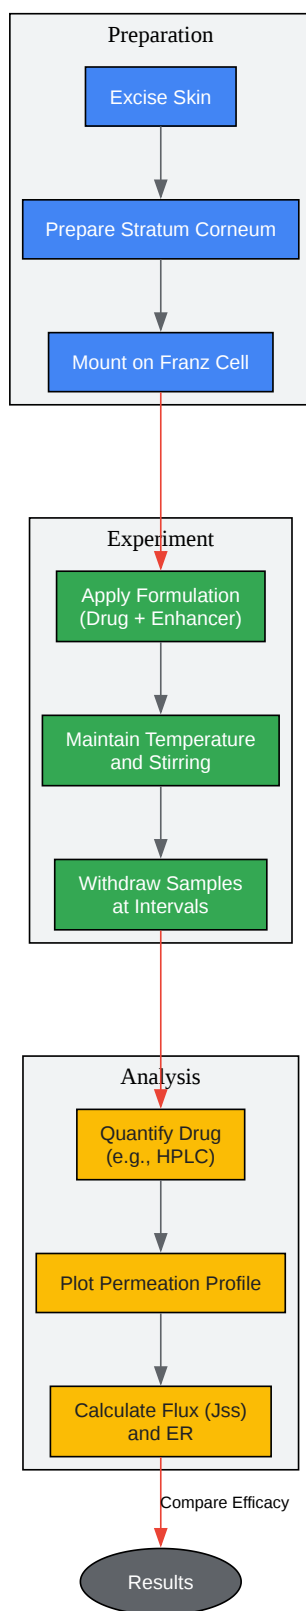 Preparation
Excise Skin
Prepare Stratum Corneum
Mount on Franz Cell
Experiment
Apply Formulation
(Drug + Enhancer)
Maintain Temperature
and Stirring
Withdraw Samples
at Intervals
Analysis
Quantify Drug
(e.g., HPLC)
Plot Permeation Profile
Calculate Flux (Jss)
and ER
Compare Efficacy
Results